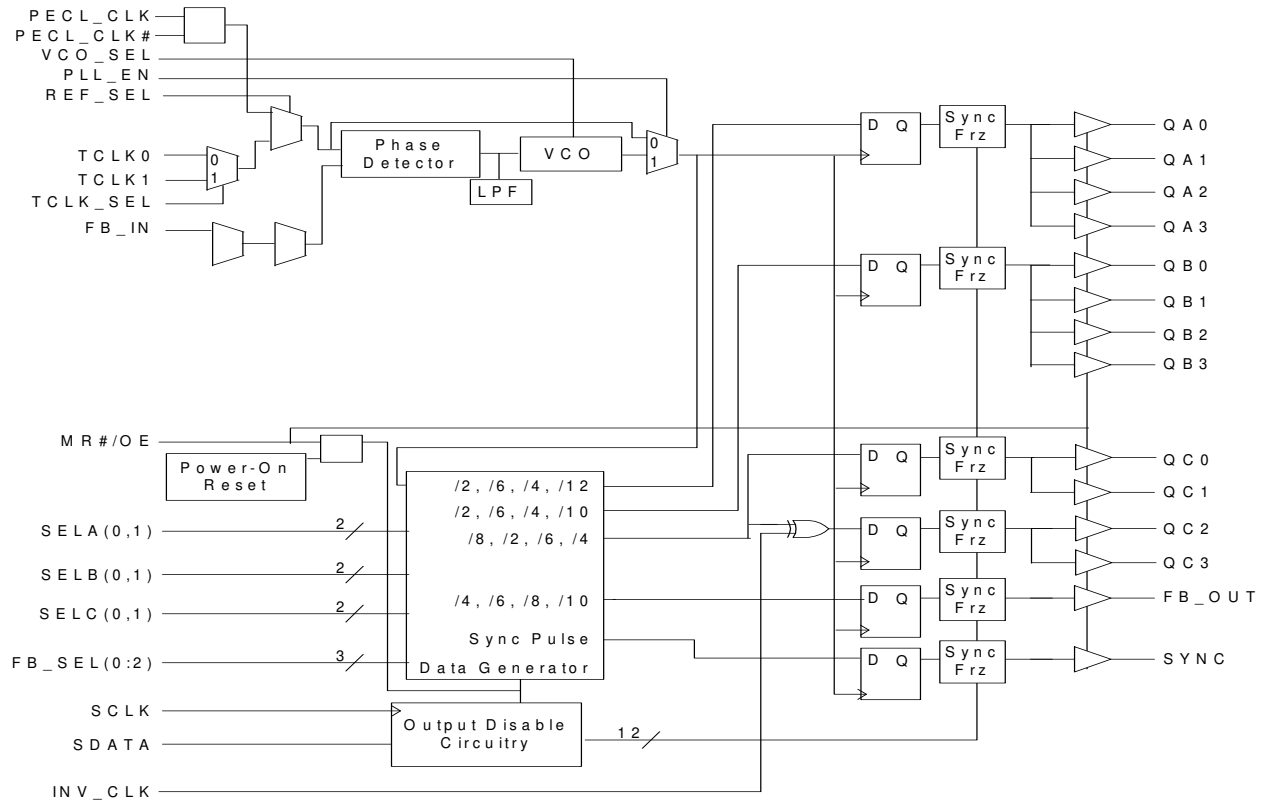 PECL_CLK
PECL_CLK#
VCO_SEL
PLL_EN
REF_SEL
TCLK0
TCLK1
TCLK_SEL
FB_IN
0
1
Phase
Detector
LPF
VCO
0
1
D Q
Sync
Frz
QA0
QA1
QA2
QA3
D Q
Sync
Frz
QB0
QB1
QB2
QB3
MR#/OE
Power-On
Reset
SELA(0,1)
2
SELB(0,1)
2
SELC(0,1)
2
FB_SEL(0:2)
3
/2, /6, /4, /12
/2, /6, /4, /10
/8, /2, /6, /4
/4, /6, /8, /10
Sync Pulse
Data Generator
D Q
Sync
Frz
QC0
QC1
D Q
Sync
Frz
QC2
QC3
D Q
Sync
Frz
FB_OUT
D Q
Sync
Frz
SYNC
SCLK
SDATA
Output Disable
Circuitry
12
INV_CLK